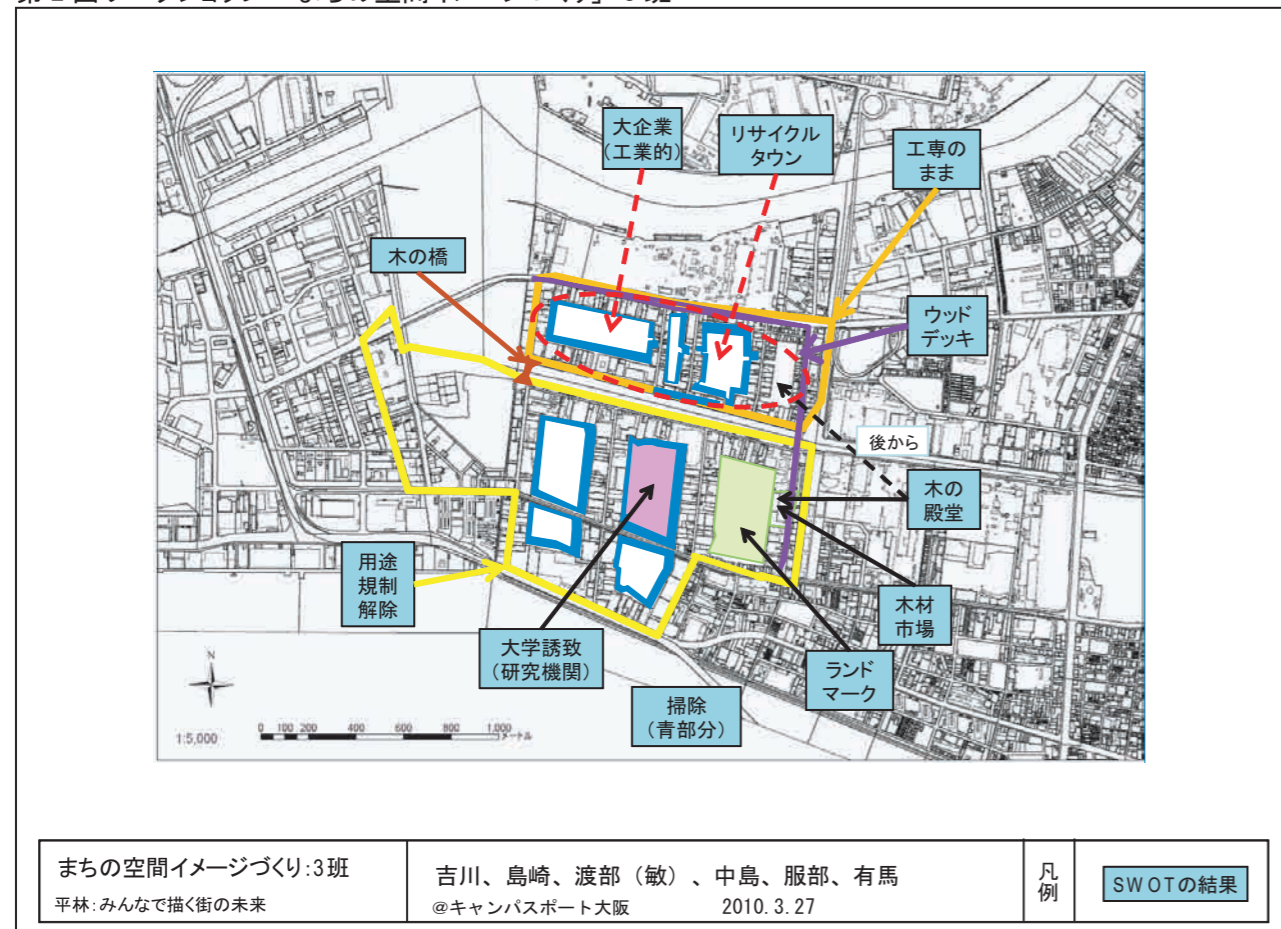 大企業
(工業的)
リサイクル
タウン
工専の
まま
木の橋
ウッド
デッキ
後から
木の
殿堂
用途
規制
解除
木材
市場
大学誘致
(研究機関)
ランド
マーク
掃除
(青部分)
N
1:5,000
0 100 200 400 600 800 1,000
メートル
まちの空間イメージづくり:3班
平林:みんなで描く街の未来
吉川、島崎、渡部(敏)、中島、服部、有馬
@キャンパスポート大阪 2010.3.27
凡
例
SWOTの結果